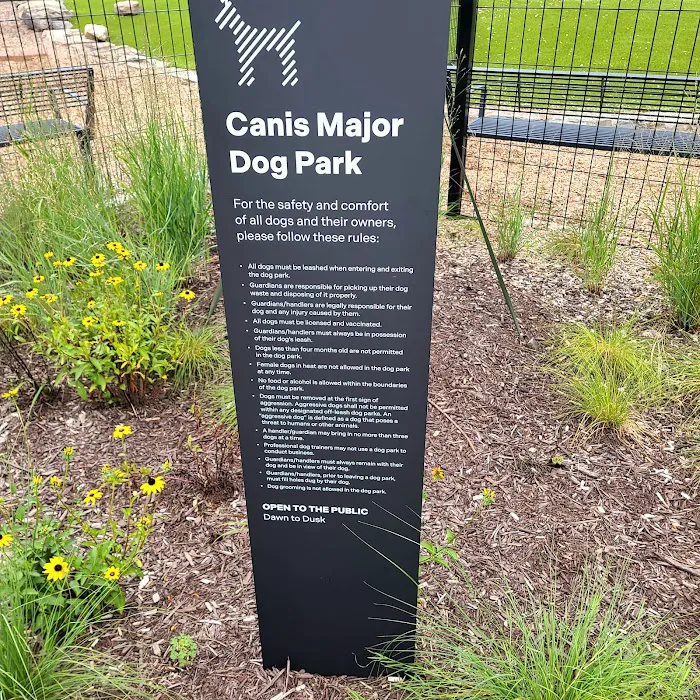 Canis Major
Dog Park
For the safety and comfort
of all dogs and their owners,
please follow these rules:
• All dogs must be leashed when entering and exiting
the dog park.
• Guardians are responsible for picking up their dog
waste and disposing of it properly.
• Guardians/handlers are legally responsible for their
dog and any injury caused by them.
• All dogs must be licensed and vaccinated.
• Guardians/handlers must always be in possession
of their dog's leash.
• Dogs less than four months old are not permitted
in the dog park.
• Female dogs in heat are not allowed in the dog park
at any time.
• No food or alcohol is allowed within the boundaries
of the dog park.
• Dogs must be removed at the first sign of
aggression. Aggressive dogs shall not be permitted
within any designated off-leash dog parks. An
"aggressive dog" is defined as a dog that poses a
threat to humans or other animals.
• A handler/guardian may bring in no more than three
dogs at a time.
• Professional dog trainers may not use a dog park to
conduct business.
• Guardians/handlers must always remain with their
dog and be in view of their dog.
• Guardians/handlers, prior to leaving a dog park,
must fill holes dug by their dog.
• Dog grooming is not allowed in the dog park.
OPEN TO THE PUBLIC
Dawn to Dusk